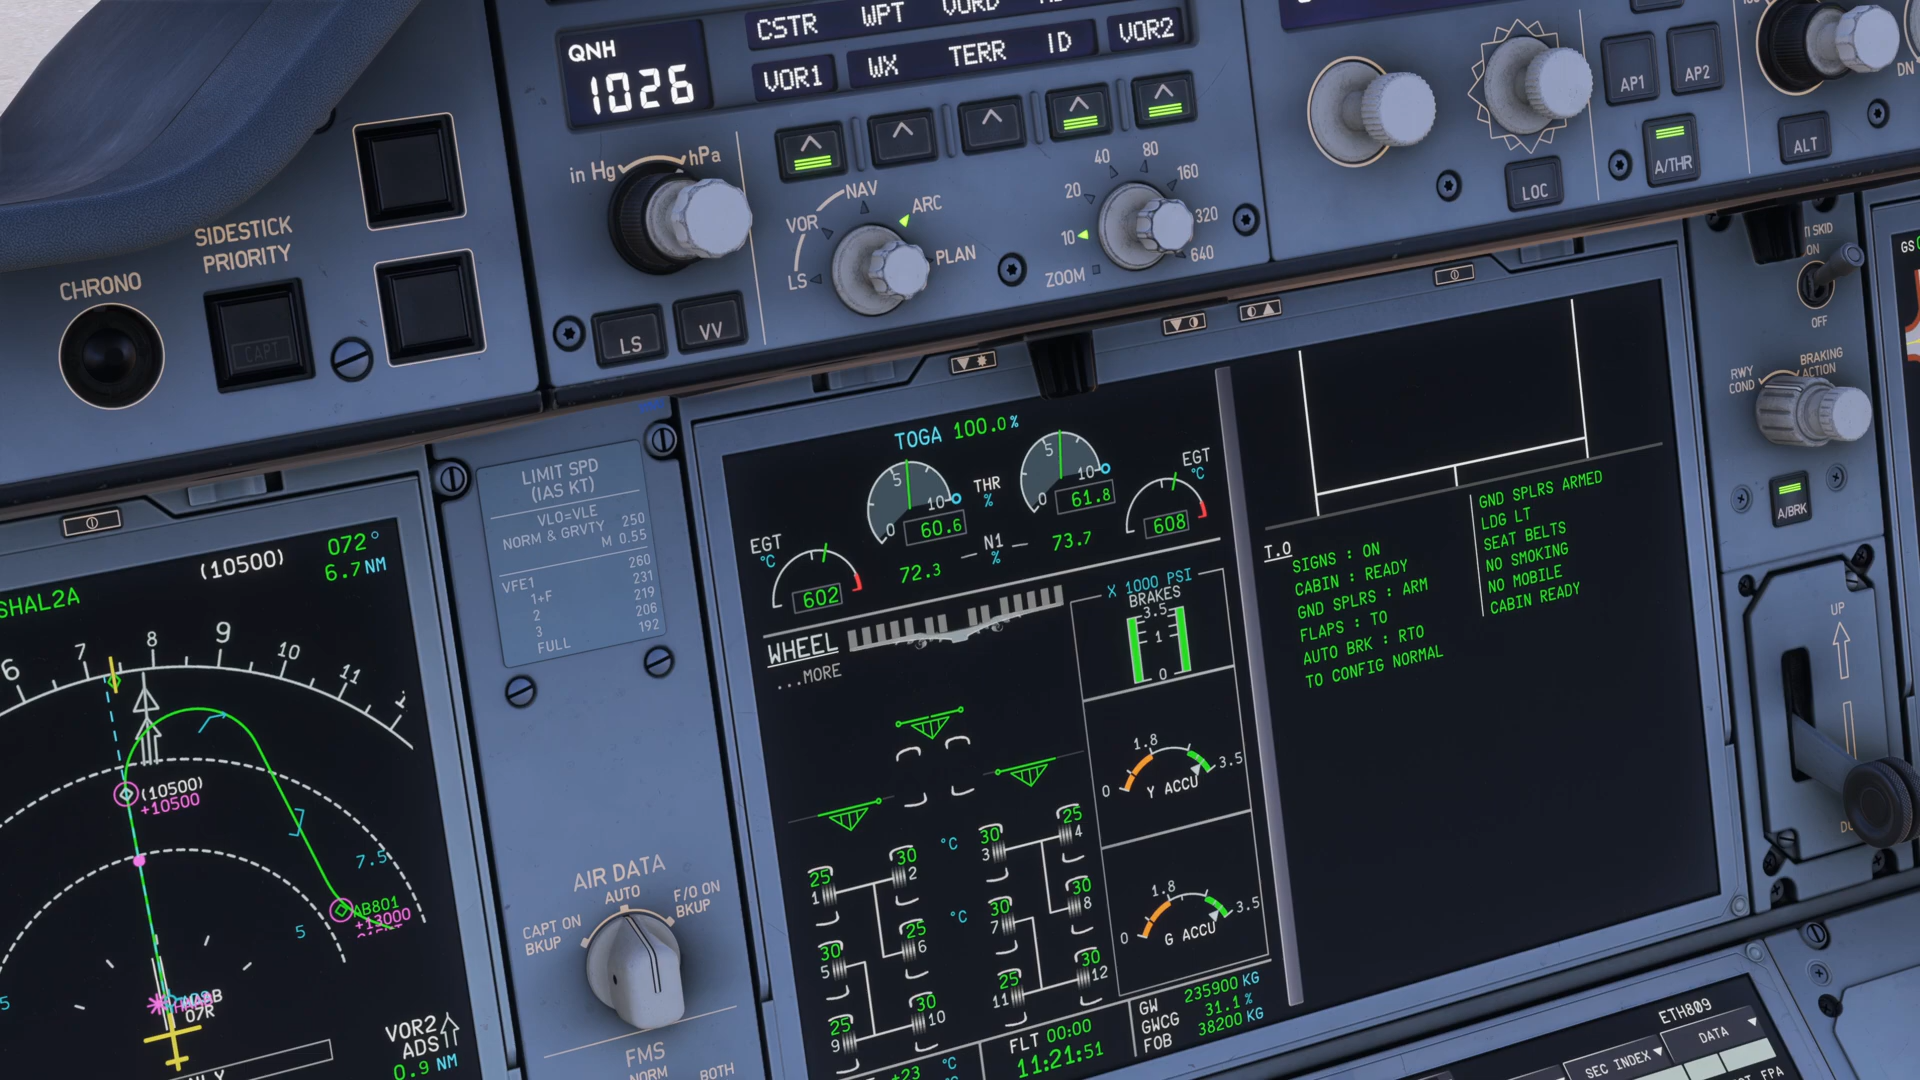 CSTR WPT VORD
QNH
1026
VOR1 WX TERR ID VOR2
in Hg hPa
VOR NAV ARC
LS PLAN
10 20 40 80 160 320 640
ZOOM
LS VV
AP1 AP2
A/THR
LOC
ALT
DN
CHRONO
SIDESTICK
PRIORITY
CAPT
SKID
ON
OFF
RWY
COND
BRAKING
ACTION
A/BRK
UP
GS
LIMIT SPD
(IAS KT)
VLO=VLE
NORM & GRVTY 250
M 0.55
VFE1 260
1+F 231
2 219
3 206
FULL 192
SHAL2A
(10500)
072°
6.7 NM
6 7 8 9 10 11
(10500)
+10500
7.5
5
AB801
+13000
07R
VOR2
ADS
0.9 NM
AIR DATA
AUTO
CAPT ON
BKUP
F/O ON
BKUP
FMS
NORM
BOTH
TOGA 100.0%
5 10 0
60.6
THR
%
5 10 0
61.8
EGT
°C
602
72.3
N1
%
73.7
EGT
°C
608
WHEEL
...MORE
X 1000 PSI
BRAKES
3.5
1
0
0 1.8 3.5
Y ACCU
0 1.8 3.5
G ACCU
25 30 °C 30 25
1 2 3 4
30 25 °C 30 30
5 6 7 8
25 30 25 30
9 10 11 12
+23 °C
FLT 00:00
11:21:51
GW 235900 KG
GWCG 31.1 %
FOB 38200 KG
T.O
SIGNS : ON
CABIN : READY
GND SPLRS : ARM
FLAPS : TO
AUTO BRK : RTO
TO CONFIG NORMAL
GND SPLRS ARMED
LDG LT
SEAT BELTS
NO SMOKING
NO MOBILE
CABIN READY
ETH809
SEC INDEX
DATA
FPA